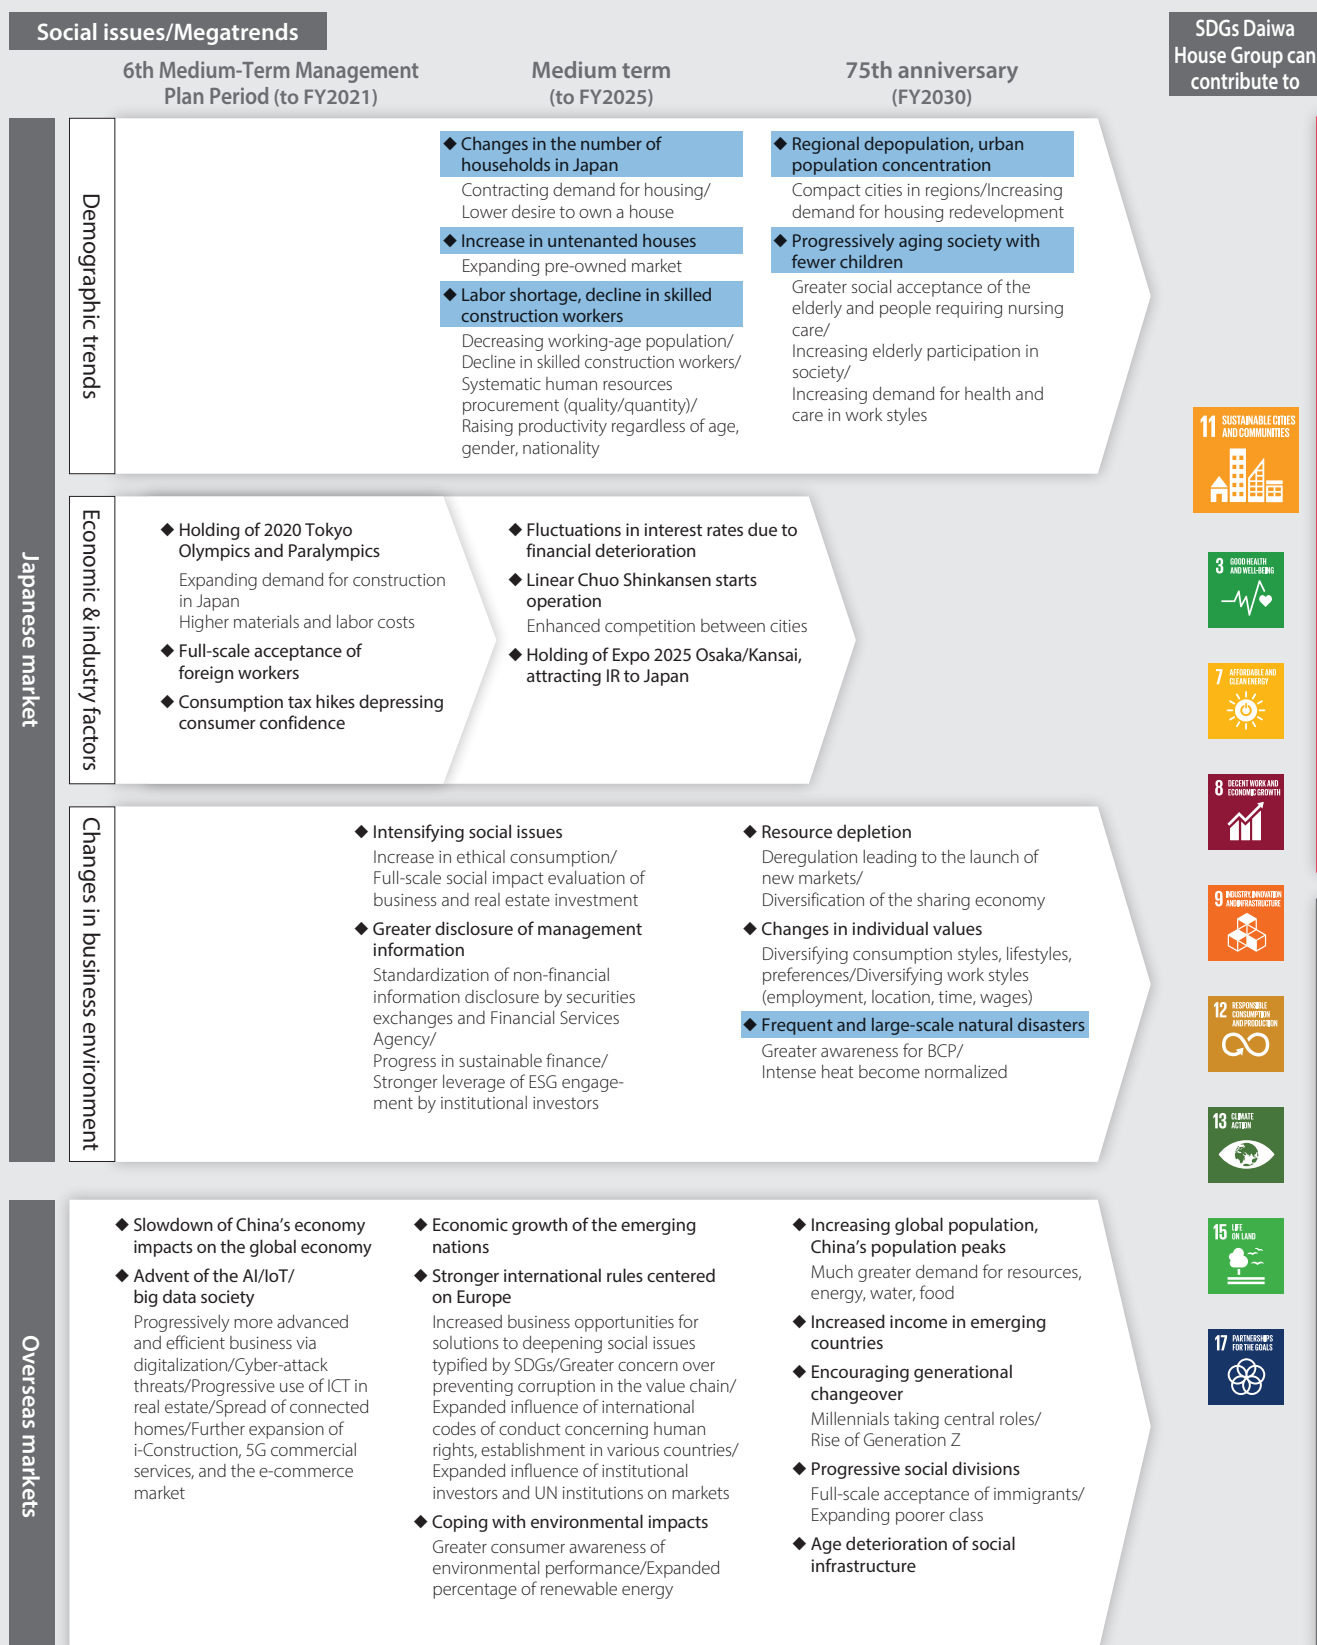 Social issues/Megatrends
SDGs Daiwa
House Group can
contribute to
6th Medium-Term Management
Plan Period (to FY2021)
Medium term
(to FY2025)
75th anniversary
(FY2030)
Japanese market
Demographic trends
◆ Changes in the number of
households in Japan
Contracting demand for housing/
Lower desire to own a house
◆ Increase in untenanted houses
Expanding pre-owned market
◆ Labor shortage, decline in skilled
construction workers
Decreasing working-age population/
Decline in skilled construction workers/
Systematic human resources
procurement (quality/quantity)/
Raising productivity regardless of age,
gender, nationality
◆ Regional depopulation, urban
population concentration
Compact cities in regions/Increasing
demand for housing redevelopment
◆ Progressively aging society with
fewer children
Greater social acceptance of the
elderly and people requiring nursing
care/
Increasing elderly participation in
society/
Increasing demand for health and
care in work styles
Economic & industry factors
◆ Holding of 2020 Tokyo
Olympics and Paralympics
Expanding demand for construction
in Japan
Higher materials and labor costs
◆ Full-scale acceptance of
foreign workers
◆ Consumption tax hikes depressing
consumer confidence
◆ Fluctuations in interest rates due to
financial deterioration
◆ Linear Chuo Shinkansen starts
operation
Enhanced competition between cities
◆ Holding of Expo 2025 Osaka/Kansai,
attracting IR to Japan
Changes in business environment
◆ Intensifying social issues
Increase in ethical consumption/
Full-scale social impact evaluation of
business and real estate investment
◆ Greater disclosure of management
information
Standardization of non-financial
information disclosure by securities
exchanges and Financial Services
Agency/
Progress in sustainable finance/
Stronger leverage of ESG engage-
ment by institutional investors
◆ Resource depletion
Deregulation leading to the launch of
new markets/
Diversification of the sharing economy
◆ Changes in individual values
Diversifying consumption styles, lifestyles,
preferences/Diversifying work styles
(employment, location, time, wages)
◆ Frequent and large-scale natural disasters
Greater awareness for BCP/
Intense heat become normalized
Overseas markets
◆ Slowdown of China's economy
impacts on the global economy
◆ Advent of the AI/IoT/
big data society
Progressively more advanced
and efficient business via
digitalization/Cyber-attack
threats/Progressive use of ICT in
real estate/Spread of connected
homes/Further expansion of
i-Construction, 5G commercial
services, and the e-commerce
market
◆ Economic growth of the emerging
nations
◆ Stronger international rules centered
on Europe
Increased business opportunities for
solutions to deepening social issues
typified by SDGs/Greater concern over
preventing corruption in the value chain/
Expanded influence of international
codes of conduct concerning human
rights, establishment in various countries/
Expanded influence of institutional
investors and UN institutions on markets
◆ Coping with environmental impacts
Greater consumer awareness of
environmental performance/Expanded
percentage of renewable energy
◆ Increasing global population,
China's population peaks
Much greater demand for resources,
energy, water, food
◆ Increased income in emerging
countries
◆ Encouraging generational
changeover
Millennials taking central roles/
Rise of Generation Z
◆ Progressive social divisions
Full-scale acceptance of immigrants/
Expanding poorer class
◆ Age deterioration of social
infrastructure
11 SUSTAINABLE CITIES
AND COMMUNITIES
3 GOOD HEALTH
AND WELL-BEING
7 AFFORDABLE AND
CLEAN ENERGY
8 DECENT WORK AND
ECONOMIC GROWTH
9 INDUSTRY, INNOVATION
AND INFRASTRUCTURE
12 RESPONSIBLE
CONSUMPTION
AND PRODUCTION
13 CLIMATE
ACTION
15 LIFE
ON LAND
17 PARTNERSHIPS
FOR THE GOALS